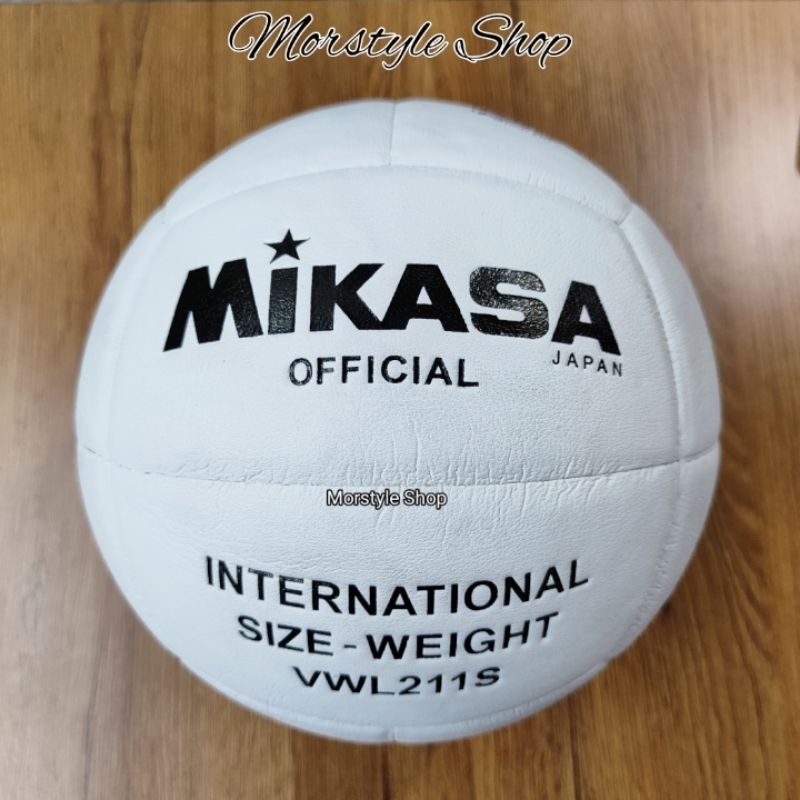 Morstyle Shop
MiKASA
JAPAN
OFFICIAL
Morstyle Shop
INTERNATIONAL
SIZE - WEIGHT
VWL211S